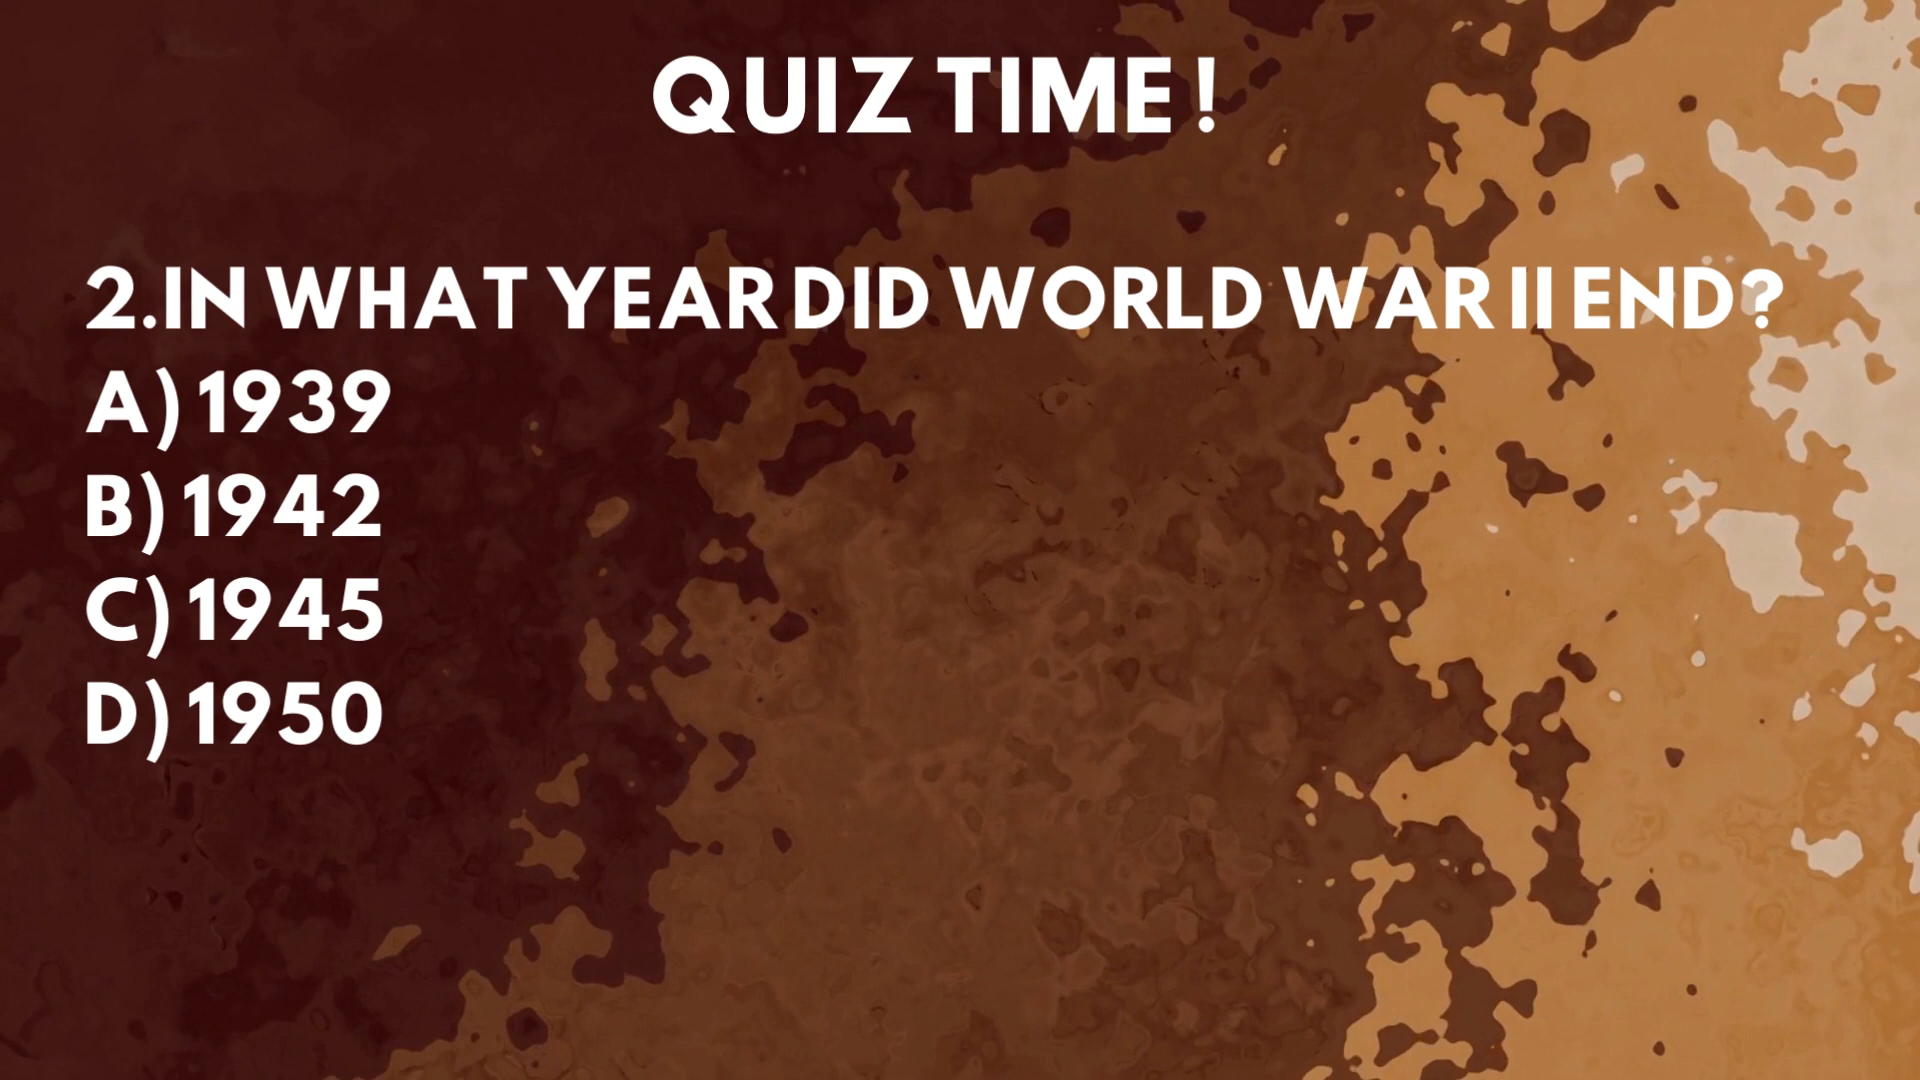 QUIZ TIME!
2.IN WHAT YEAR DID WORLD WAR II END?
A) 1939
B) 1942
C) 1945
D) 1950